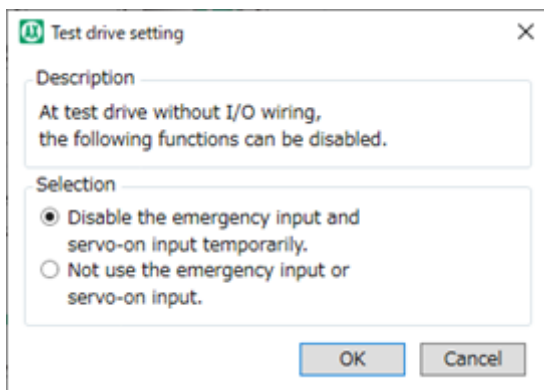 Test drive setting
Description
At test drive without I/O wiring,
the following functions can be disabled.
Selection
Disable the emergency input and
servo-on input temporarily.
Not use the emergency input or
servo-on input.
OK
Cancel